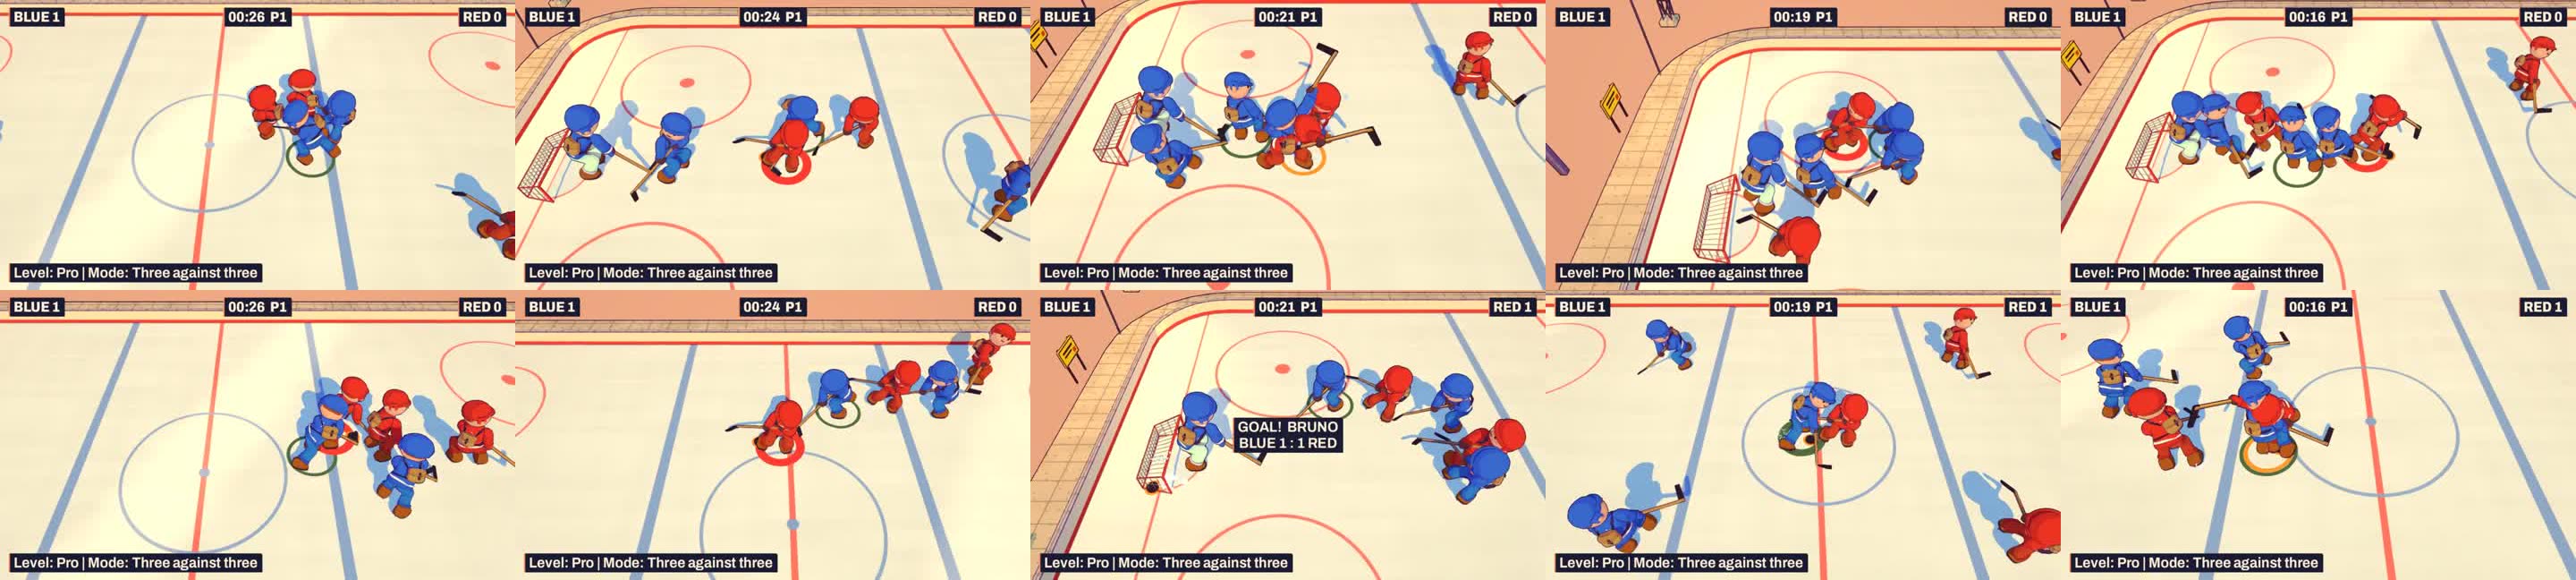 BLUE 1 00:26 P1 RED 0
Level: Pro | Mode: Three against three
BLUE 1 00:24 P1 RED 0
Level: Pro | Mode: Three against three
BLUE 1 00:21 P1 RED 0
Level: Pro | Mode: Three against three
BLUE 1 00:19 P1 RED 0
Level: Pro | Mode: Three against three
BLUE 1 00:16 P1 RED 0
Level: Pro | Mode: Three against three
BLUE 1 00:26 P1 RED 0
Level: Pro | Mode: Three against three
BLUE 1 00:24 P1 RED 0
Level: Pro | Mode: Three against three
BLUE 1 00:21 P1 RED 1
GOAL! BRUNO
BLUE 1 : 1 RED
Level: Pro | Mode: Three against three
BLUE 1 00:19 P1 RED 1
Level: Pro | Mode: Three against three
BLUE 1 00:16 P1 RED 1
Level: Pro | Mode: Three against three